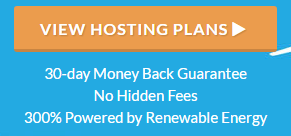 VIEW HOSTING PLANS ▶
30-day Money Back Guarantee
No Hidden Fees
300% Powered by Renewable Energy